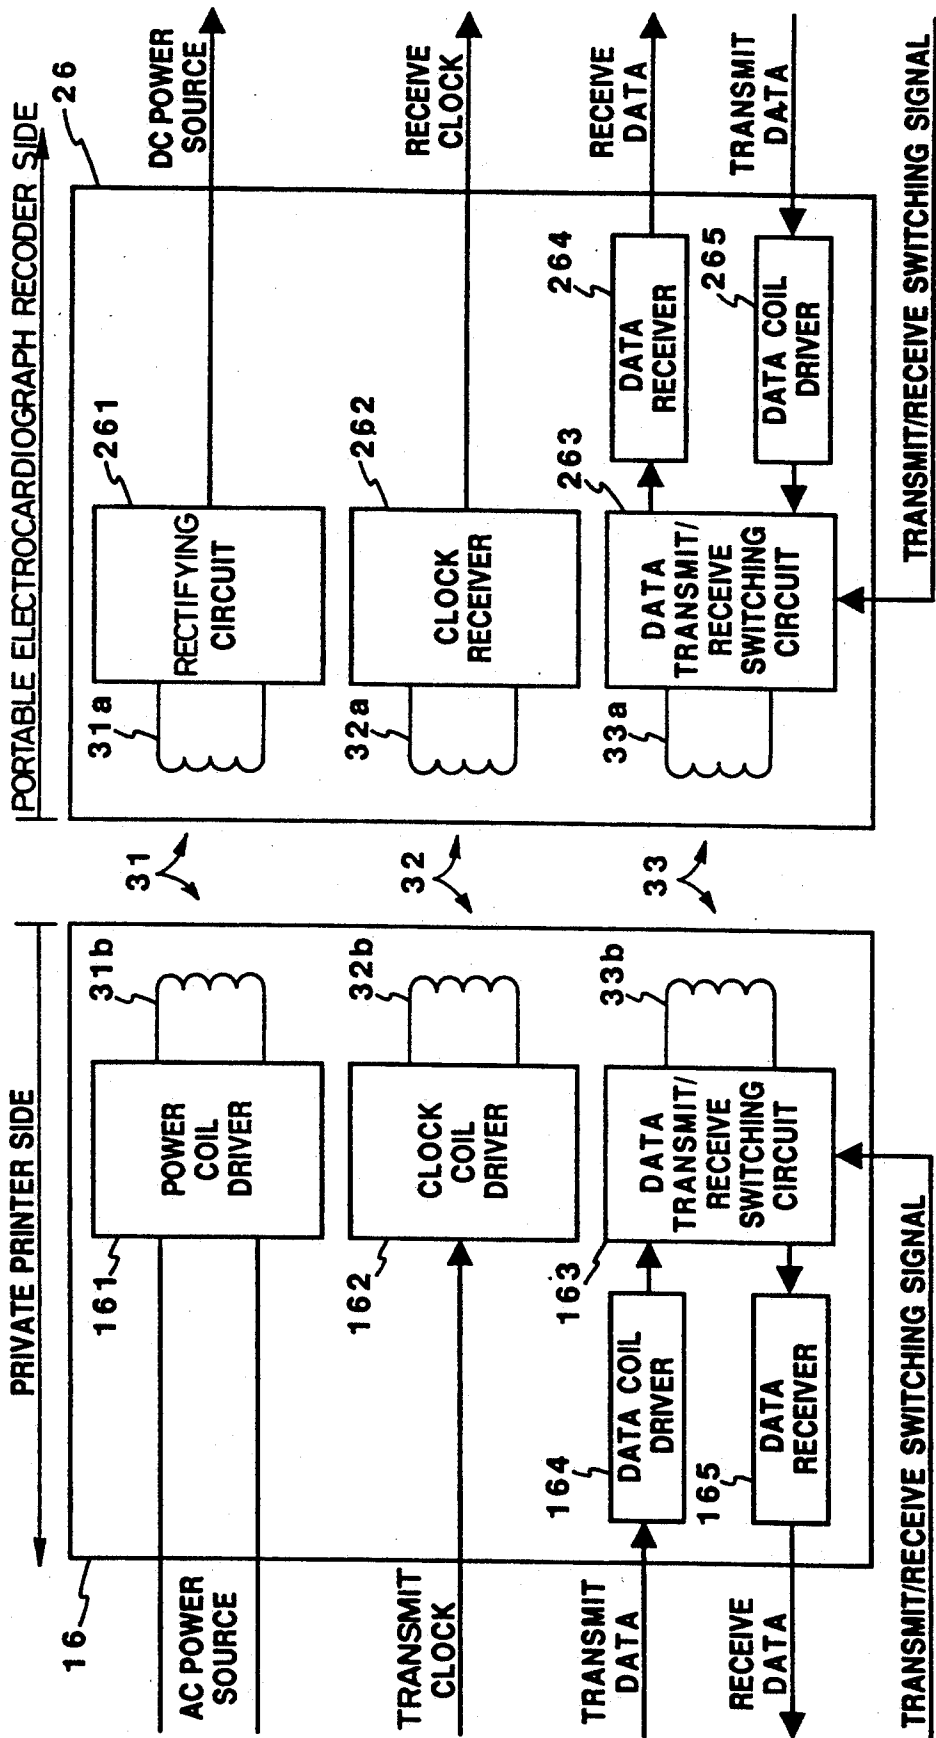 PRIVATE PRINTER SIDE
PORTABLE ELECTROCARDIOGRAPH RECODER SIDE
16
26
AC POWER
SOURCE
161
POWER
COIL
DRIVER
31b
31
31a
RECTIFYING
CIRCUIT
261
DC POWER
SOURCE
TRANSMIT
CLOCK
162
CLOCK
COIL
DRIVER
32b
32
32a
CLOCK
RECEIVER
262
RECEIVE
CLOCK
TRANSMIT
DATA
164
DATA COIL
DRIVER
163
DATA
TRANSMIT/
RECEIVE
SWITCHING
CIRCUIT
33b
33
33a
DATA
TRANSMIT/
RECEIVE
SWITCHING
CIRCUIT
263
DATA
RECEIVER
264
RECEIVE
DATA
RECEIVE
DATA
165
DATA
RECEIVER
DATA COIL
DRIVER
265
TRANSMIT
DATA
TRANSMIT/RECEIVE SWITCHING SIGNAL
TRANSMIT/RECEIVE SWITCHING SIGNAL